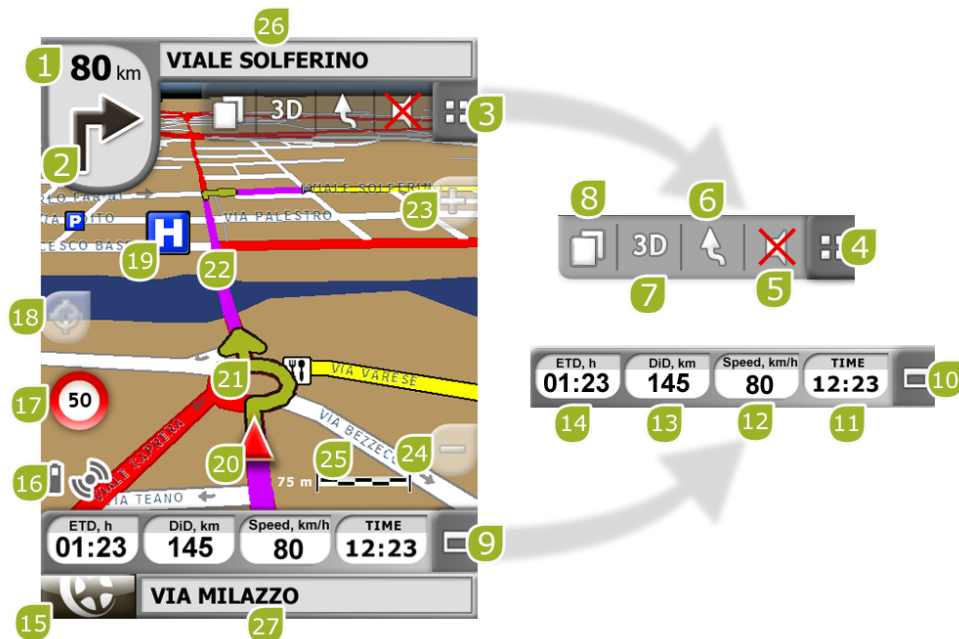 26
1
80 km
VIALE SOLFERINO
3D
3
2
VIALE SOLFERINO
23
P
VIA PALESTRO
H
19
22
18
21
VIA VARESE
17
50
VIALE CAPRERA
VIA BEZZECC
20
25
24
16
75 m
VIA TEANO
ETD, h
01:23
DiD, km
145
Speed, km/h
80
TIME
12:23
9
15
VIA MILAZZO
27
8
6
3D
4
7
5
ETD, h
01:23
DiD, km
145
Speed, km/h
80
TIME
12:23
10
14
13
12
11